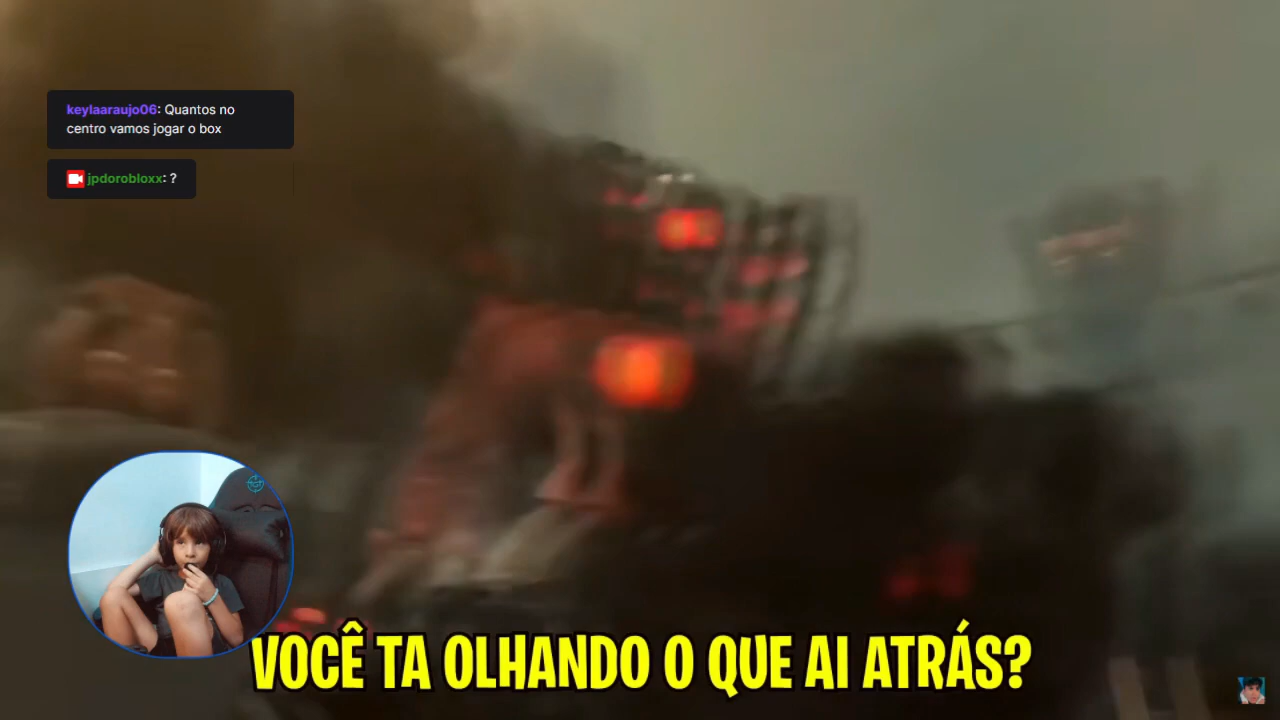 keylaaraujo06: Quantos no
centro vamos jogar o box
jpdorobloxx: ?
VOCÊ TA OLHANDO O QUE AI ATRÁS?